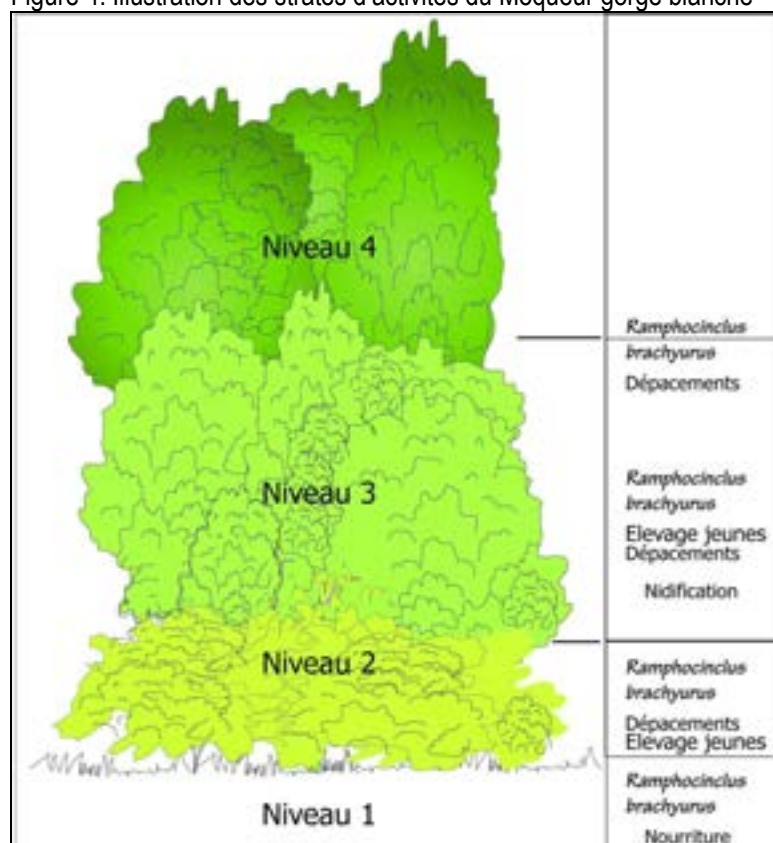 Figure 4. Illustration des strates d'activités du Moqueur gorge blanche
Niveau 4
Ramphocinclus
brachyurus
Dépacements
Niveau 3
Ramphocinclus
brachyurus
Elevage jeunes
Dépacements
Nidification
Niveau 2
Ramphocinclus
brachyurus
Dépacements
Elevage jeunes
Niveau 1
Ramphocinclus
brachyurus
Nourriture